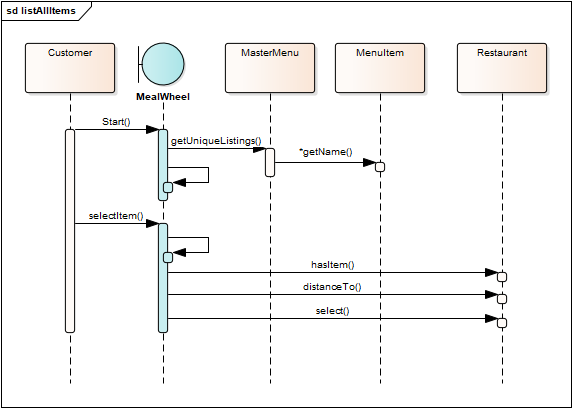 sd listAllItems
Customer
MasterMenu
MenuItem
Restaurant
MealWheel
Start()
getUniqueListings()
*getName()
selectItem()
hasItem()
distanceTo()
select()